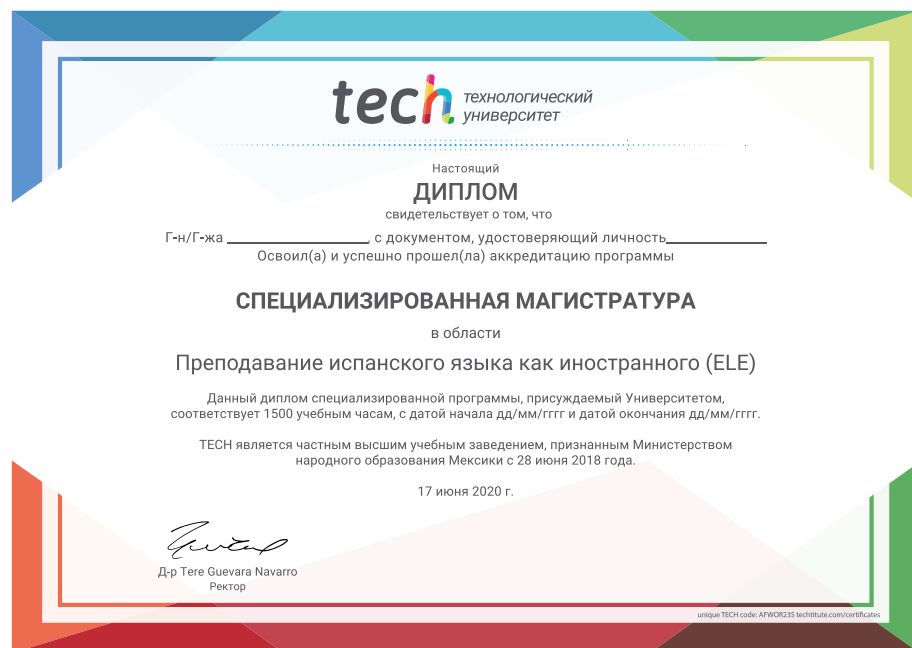 tech технологический
университет
Настоящий
ДИПЛОМ
свидетельствует о том, что
Г-н/Г-жа ____________________, с документом, удостоверяющий личность______________
Освоил(а) и успешно прошел(ла) аккредитацию программы
СПЕЦИАЛИЗИРОВАННАЯ МАГИСТРАТУРА
в области
Преподавание испанского языка как иностранного (ELE)
Данный диплом специализированной программы, присуждаемый Университетом,
соответствует 1500 учебным часам, с датой начала дд/мм/гггг и датой окончания дд/мм/гггг.
TECH является частным высшим учебным заведением, признанным Министерством
народного образования Мексики с 28 июня 2018 года.
17 июня 2020 г.
Д-р Tere Guevara Navarro
Ректор
unique TECH code: AFWOR23S techtitute.com/certificates